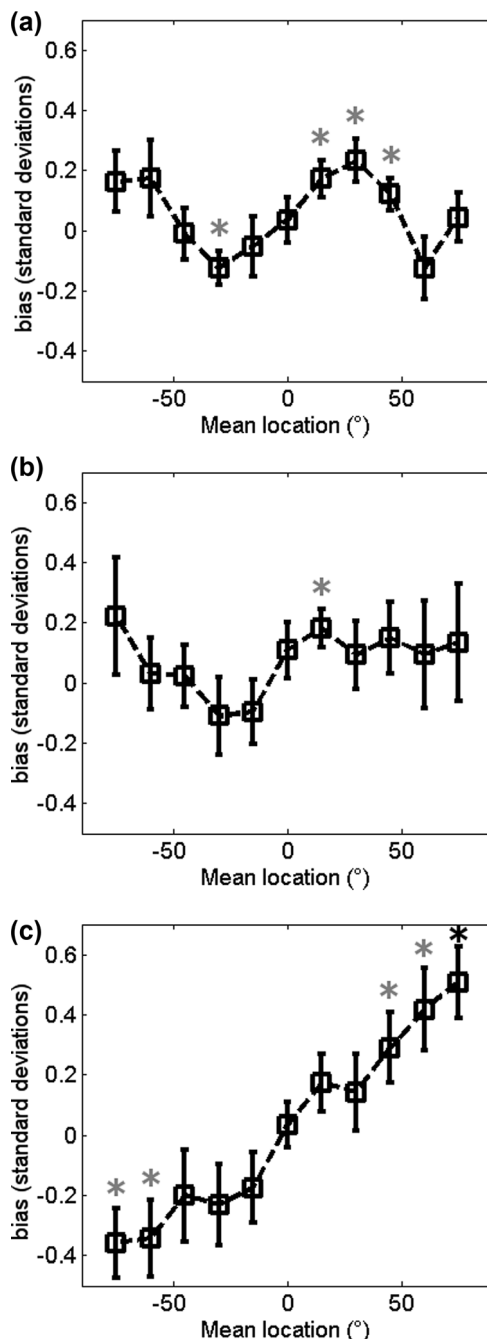 (a)
0.6
0.4
0.2
0
-0.2
-0.4
bias (standard deviations)
* * * *
-50 0 50
Mean location (°)
(b)
0.6
0.4
0.2
0
-0.2
-0.4
bias (standard deviations)
*
-50 0 50
Mean location (°)
(c)
0.6
0.4
0.2
0
-0.2
-0.4
bias (standard deviations)
* * * * *
-50 0 50
Mean location (°)